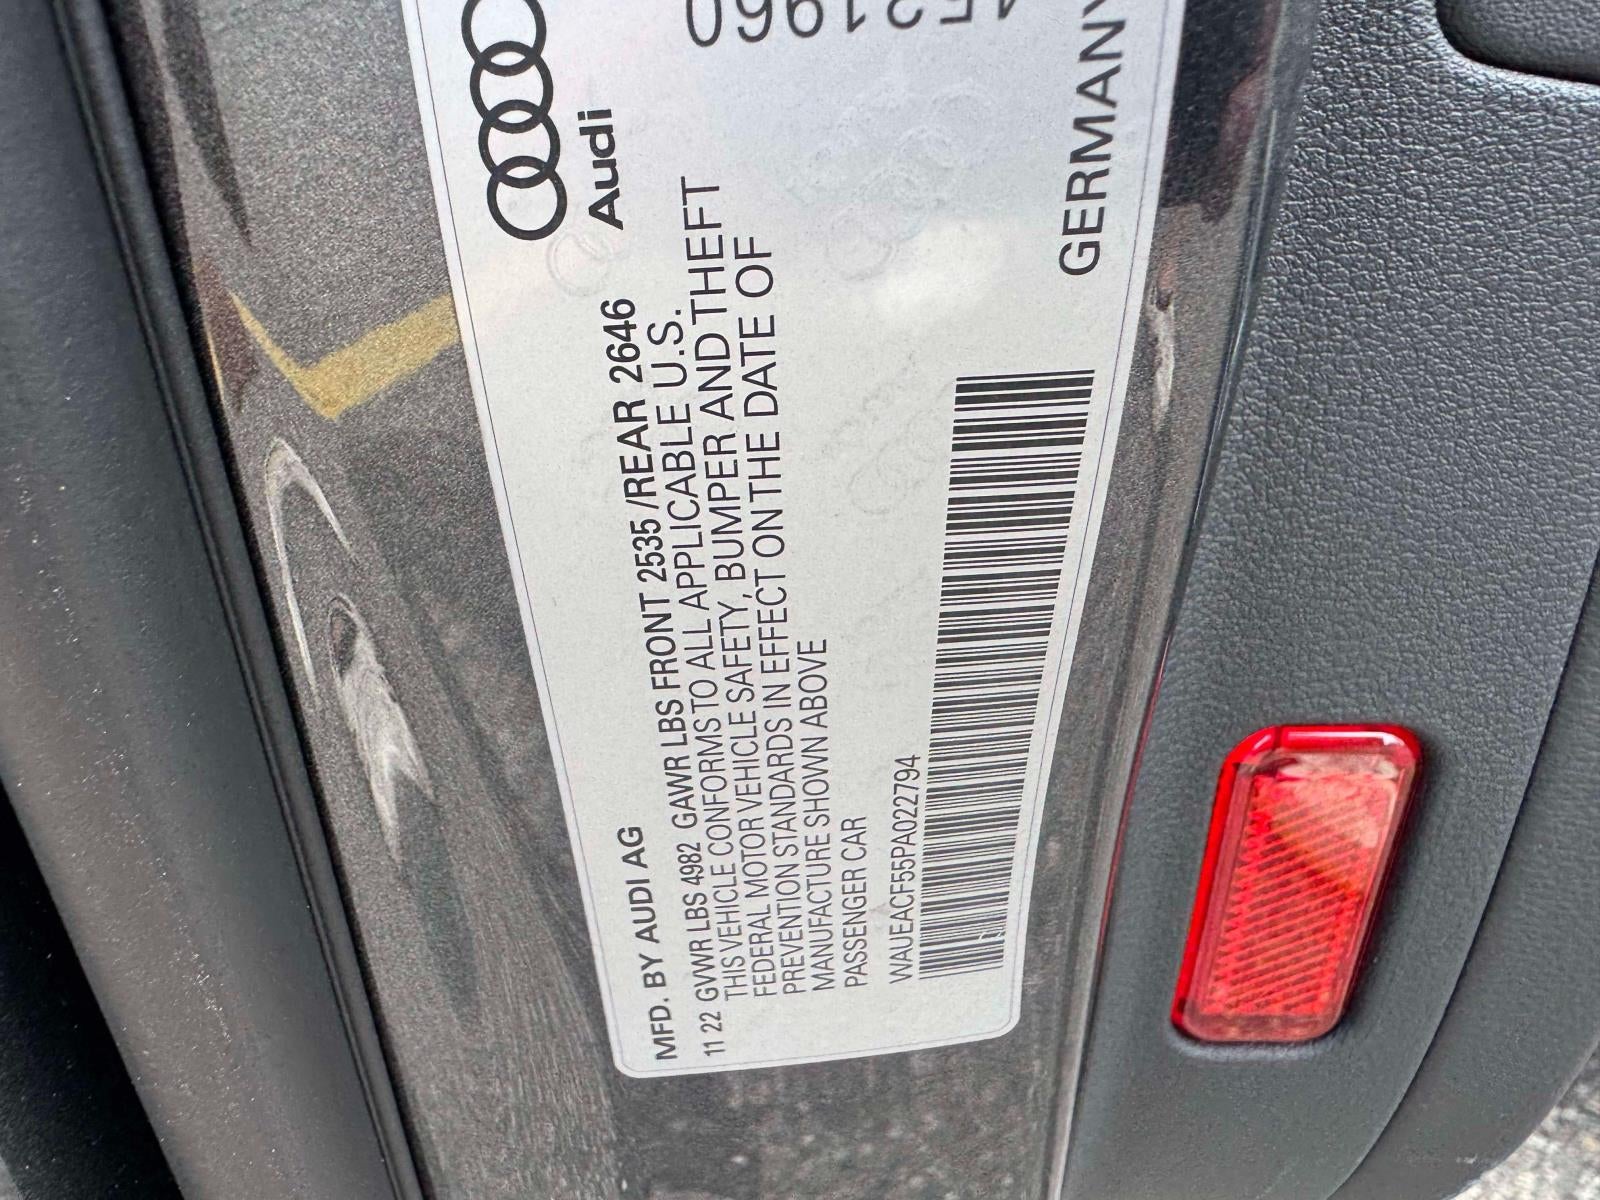 MFD. BY AUDI AG
11 22 GVWR LBS 4982 GAWR LBS FRONT 2535 /REAR 2646
THIS VEHICLE CONFORMS TO ALL APPLICABLE U.S.
FEDERAL MOTOR VEHICLE SAFETY, BUMPER AND THEFT
PREVENTION STANDARDS IN EFFECT ON THE DATE OF
MANUFACTURE SHOWN ABOVE
PASSENGER CAR
WAUEACF55PA022794
Audi
GERMANY